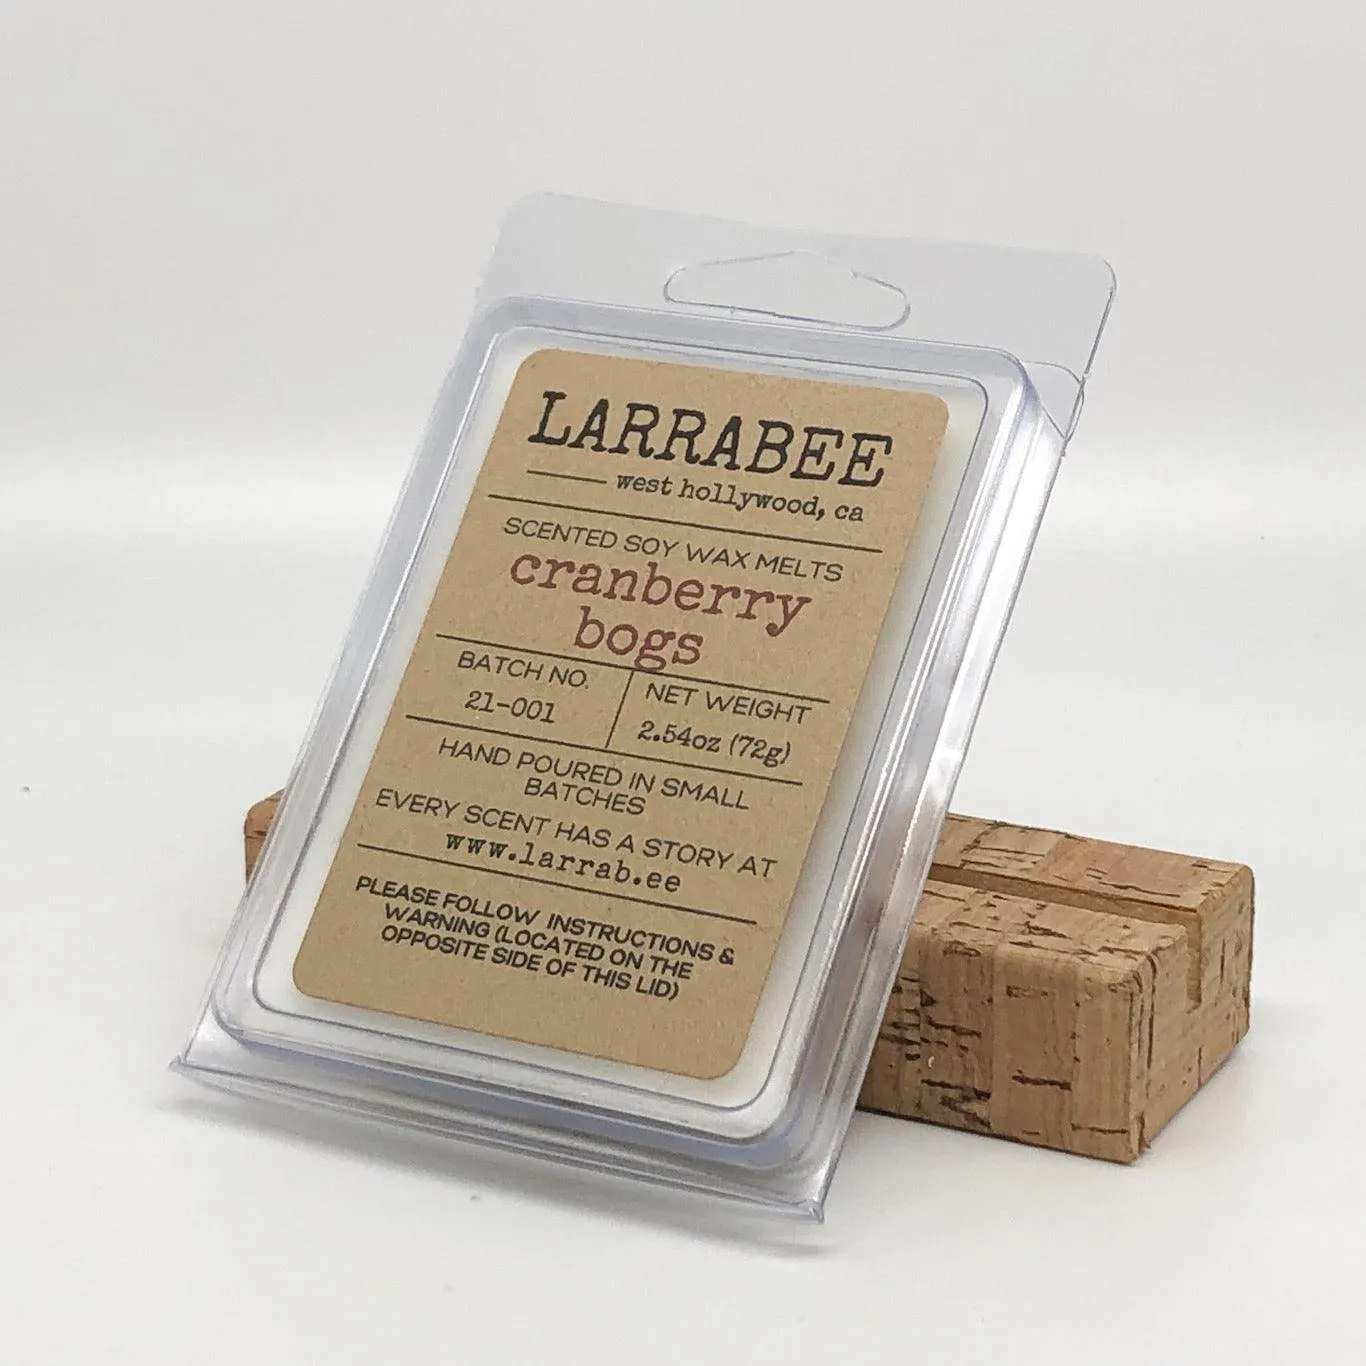 LARRABEE
west hollywood, ca
SCENTED SOY WAX MELTS
cranberry
bogs
BATCH NO.
21-001
NET WEIGHT
2.54oz (72g)
HAND POURED IN SMALL
BATCHES
EVERY SCENT HAS A STORY AT
www.larrab.ee
PLEASE FOLLOW INSTRUCTIONS &
WARNING (LOCATED ON THE
OPPOSITE SIDE OF THIS LID)